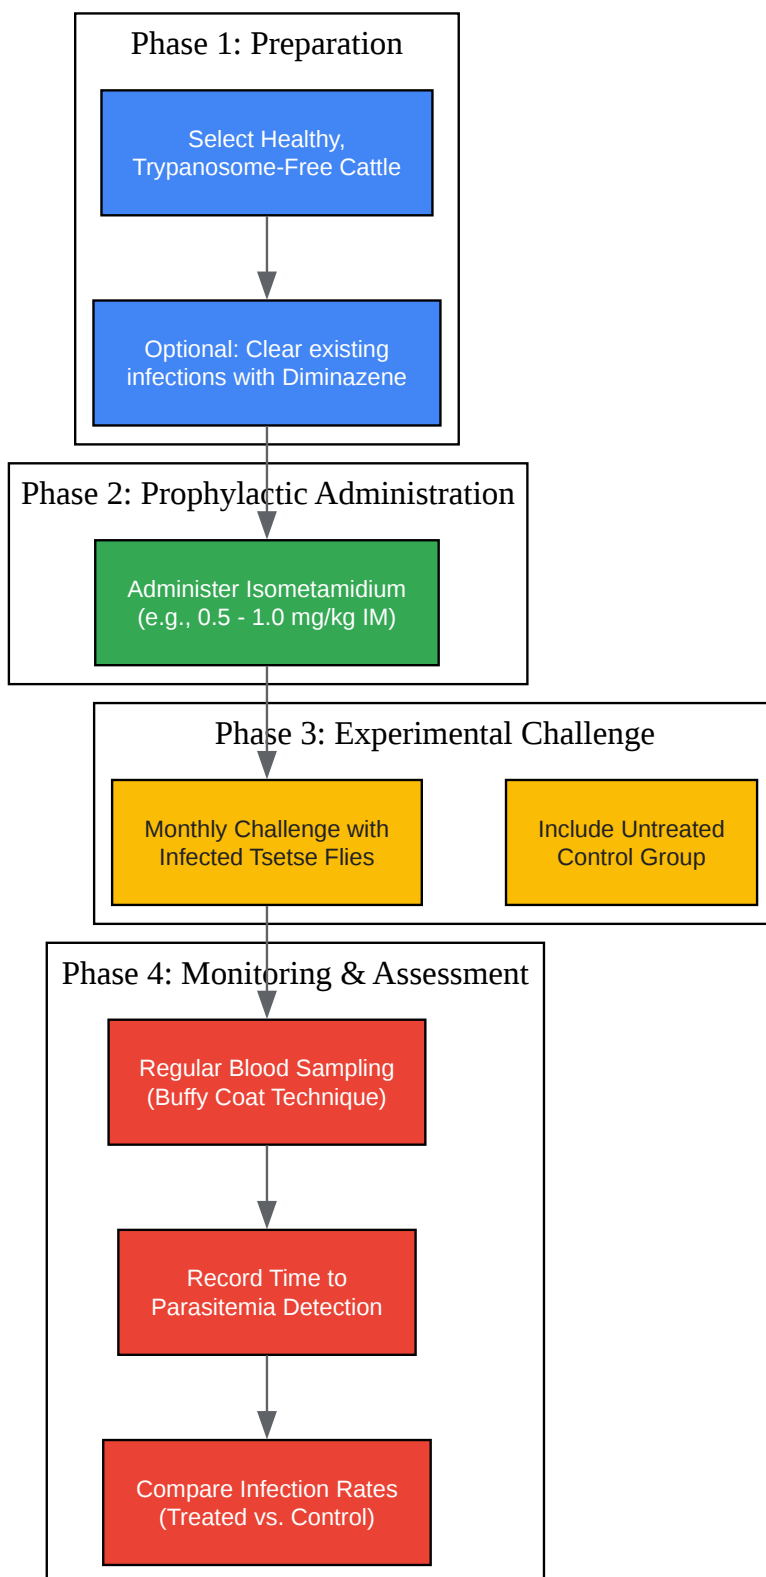 Phase 1: Preparation
Select Healthy,
Trypanosome-Free Cattle
Optional: Clear existing
infections with Diminazene
Phase 2: Prophylactic Administration
Administer Isometamidium
(e.g., 0.5 - 1.0 mg/kg IM)
Phase 3: Experimental Challenge
Monthly Challenge with
Infected Tsetse Flies
Include Untreated
Control Group
Phase 4: Monitoring & Assessment
Regular Blood Sampling
(Buffy Coat Technique)
Record Time to
Parasitemia Detection
Compare Infection Rates
(Treated vs. Control)